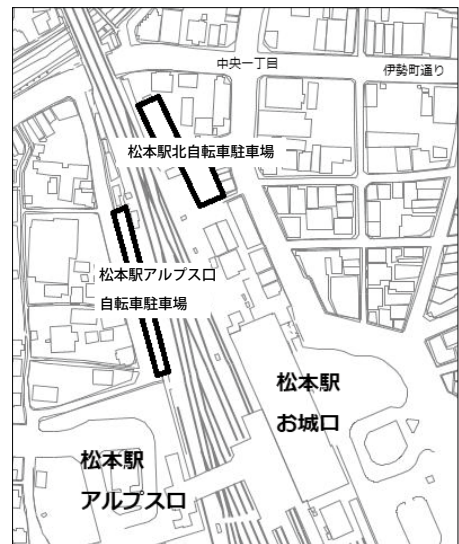 中央一丁目
伊勢町通り
松本駅北自転車駐車場
松本駅アルプス口
自転車駐車場
松本駅
お城口
松本駅
アルプス口